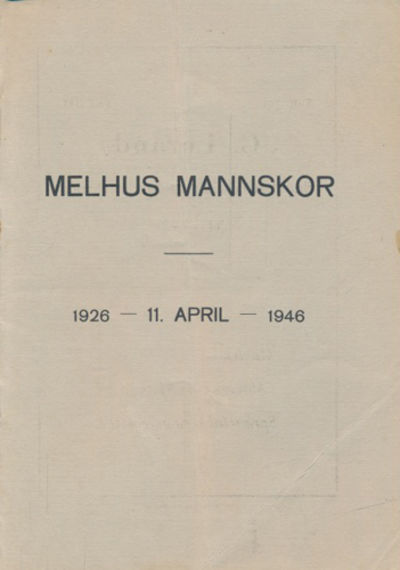 MELHUS MANNSKOR
1926 — 11. APRIL — 1946